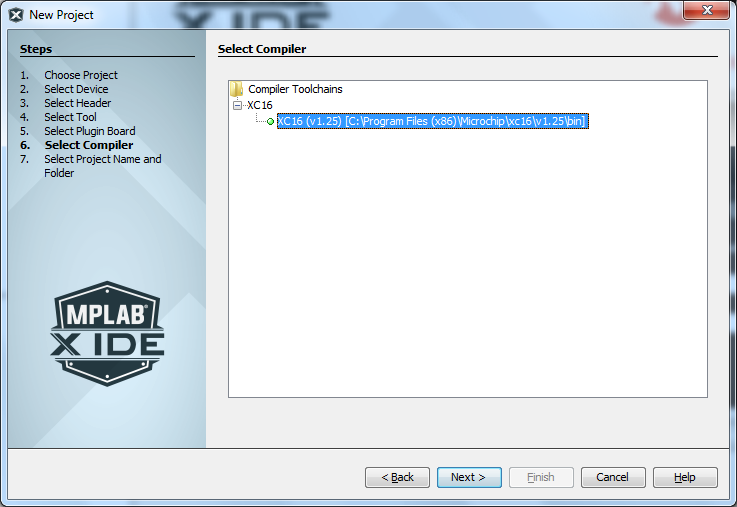 New Project
Steps
1. Choose Project
2. Select Device
3. Select Header
4. Select Tool
5. Select Plugin Board
6. Select Compiler
7. Select Project Name and
Folder
MPLAB
X IDE
Select Compiler
Compiler Toolchains
XC16
XC16 (v1.25) [C:\Program Files (x86)\Microchip\xc16\v1.25\bin]
< Back
Next >
Finish
Cancel
Help